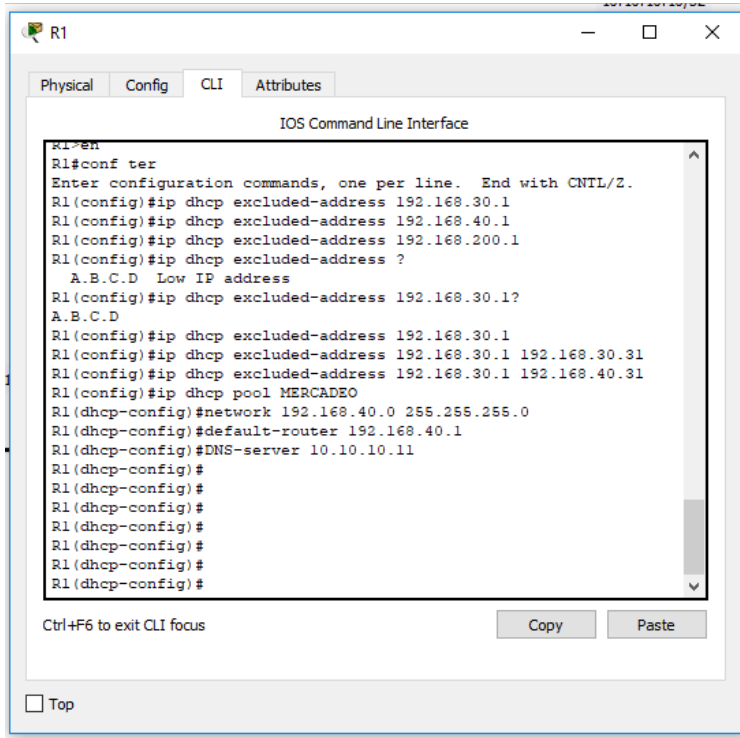 R1
Physical Config CLI Attributes
IOS Command Line Interface
R1>en
R1#conf ter
Enter configuration commands, one per line.  End with CNTL/Z.
R1(config)#ip dhcp excluded-address 192.168.30.1
R1(config)#ip dhcp excluded-address 192.168.40.1
R1(config)#ip dhcp excluded-address 192.168.200.1
R1(config)#ip dhcp excluded-address ?
  A.B.C.D  Low IP address
R1(config)#ip dhcp excluded-address 192.168.30.1?
A.B.C.D
R1(config)#ip dhcp excluded-address 192.168.30.1
R1(config)#ip dhcp excluded-address 192.168.30.1 192.168.30.31
R1(config)#ip dhcp excluded-address 192.168.30.1 192.168.40.31
R1(config)#ip dhcp pool MERCADEO
R1(dhcp-config)#network 192.168.40.0 255.255.255.0
R1(dhcp-config)#default-router 192.168.40.1
R1(dhcp-config)#DNS-server 10.10.10.11
R1(dhcp-config)#
R1(dhcp-config)#
R1(dhcp-config)#
R1(dhcp-config)#
R1(dhcp-config)#
R1(dhcp-config)#
R1(dhcp-config)#
Ctrl+F6 to exit CLI focus
Copy Paste
Top